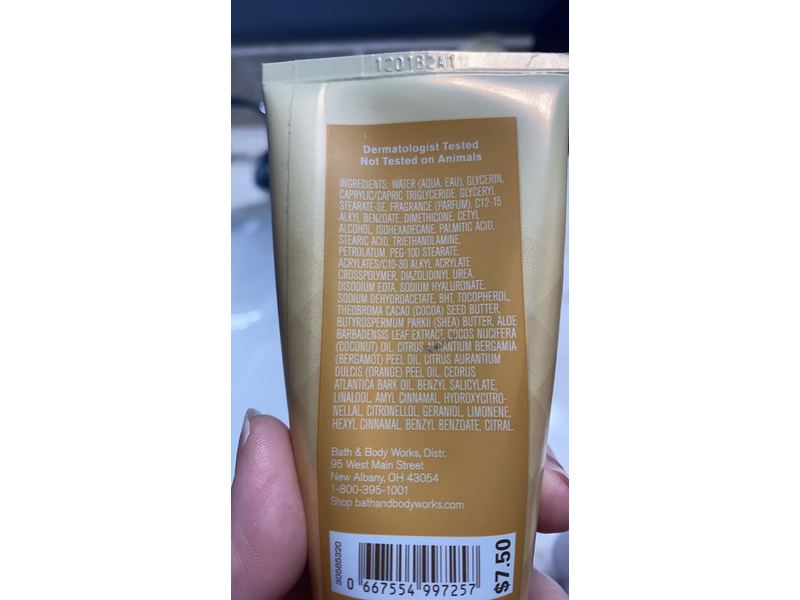 120182A1
Dermatologist Tested
Not Tested on Animals
INGREDIENTS: WATER (AQUA, EAU), GLYCERIN,
CAPRYLIC/CAPRIC TRIGLYCERIDE, GLYCERYL
STEARATE-SE, FRAGRANCE (PARFUM), C12-15
ALKYL BENZOATE, DIMETHICONE, CETYL
ALCOHOL, ISOHEXADECANE, PALMITIC ACID,
STEARIC ACID, TRIETHANOLAMINE,
PETROLATUM, PEG-100 STEARATE,
ACRYLATES/C10-30 ALKYL ACRYLATE
CROSSPOLYMER, DIAZOLIDINYL UREA,
DISODIUM EDTA, SODIUM HYALURONATE,
SODIUM DEHYDROACETATE, BHT, TOCOPHEROL,
THEOBROMA CACAO (COCOA) SEED BUTTER,
BUTYROSPERMUM PARKII (SHEA) BUTTER, ALOE
BARBADENSIS LEAF EXTRACT, COCOS NUCIFERA
(COCONUT) OIL, CITRUS AURANTIUM BERGAMIA
(BERGAMOT) PEEL OIL, CITRUS AURANTIUM
DULCIS (ORANGE) PEEL OIL, CEDRUS
ATLANTICA BARK OIL, BENZYL SALICYLATE,
LINALOOL, AMYL CINNAMAL, HYDROXYCITRO-
NELLAL, CITRONELLOL, GERANIOL, LIMONENE,
HEXYL CINNAMAL, BENZYL BENZOATE, CITRAL.
Bath & Body Works, Distr.
95 West Main Street
New Albany, OH 43054
1-800-395-1001
Shop bathandbodyworks.com
30585320
0 667554 997257
$7.50